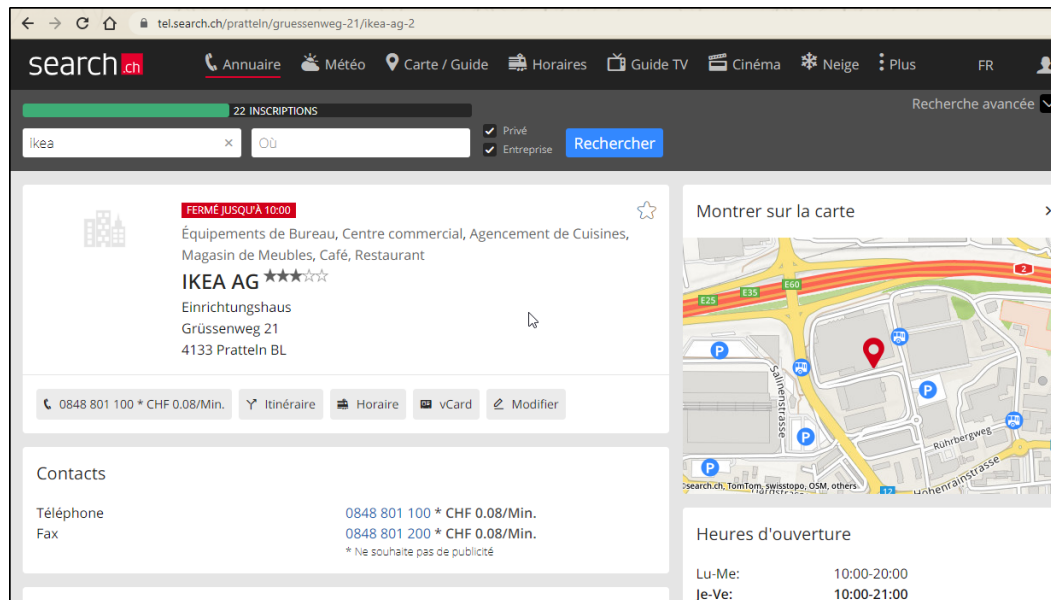 tel.search.ch/pratteln/gruessenweg-21/ikea-ag-2
search.ch Annuaire Météo Carte / Guide Horaires Guide TV Cinéma Neige Plus FR
22 INSCRIPTIONS
Recherche avancée
ikea × Où Privé Entreprise Rechercher
FERMÉ JUSQU'À 10:00
Équipements de Bureau, Centre commercial, Agencement de Cuisines,
Magasin de Meubles, Café, Restaurant
IKEA AG
Einrichtungshaus
Grüssenweg 21
4133 Pratteln BL
0848 801 100 * CHF 0.08/Min. Itinéraire Horaire vCard Modifier
Contacts
Téléphone 0848 801 100 * CHF 0.08/Min.
Fax 0848 801 200 * CHF 0.08/Min.
* Ne souhaite pas de publicité
Montrer sur la carte
2
E60
E35
E25
P
Salinenstrasse
P
P
Rührbergweg
P
Hohenrainstrasse
12
search.ch, TomTom, swisstopo, OSM, others
Heures d'ouverture
Lu-Me: 10:00-20:00
Je-Ve: 10:00-21:00